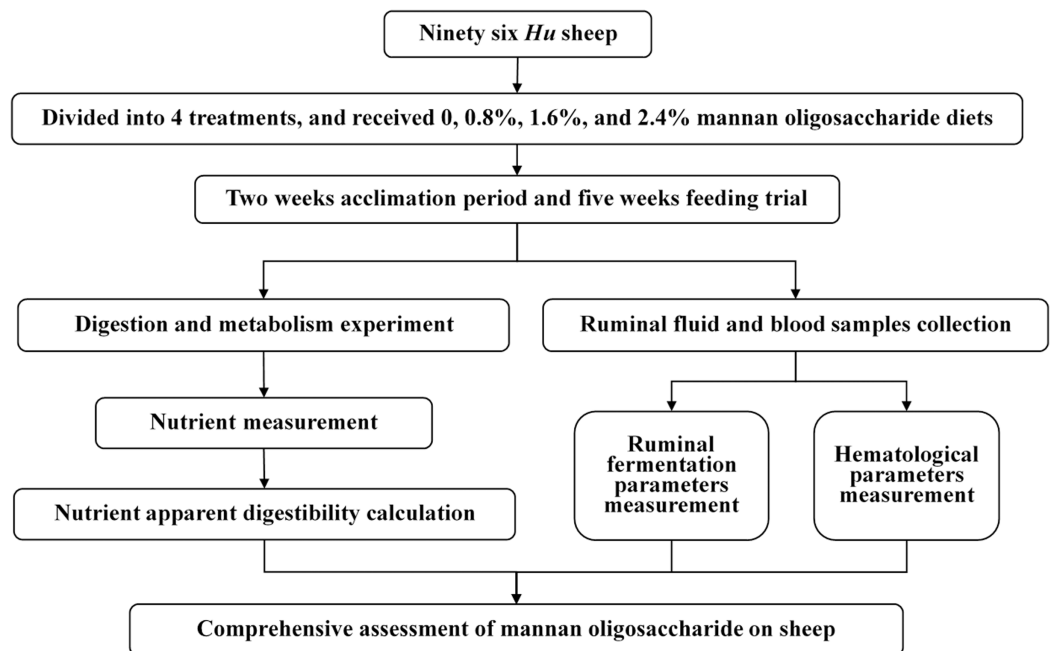 Ninety six Hu sheep
Divided into 4 treatments, and received 0, 0.8%, 1.6%, and 2.4% mannan oligosaccharide diets
Two weeks acclimation period and five weeks feeding trial
Digestion and metabolism experiment
Ruminal fluid and blood samples collection
Nutrient measurement
Ruminal
fermentation
parameters
measurement
Hematological
parameters
measurement
Nutrient apparent digestibility calculation
Comprehensive assessment of mannan oligosaccharide on sheep